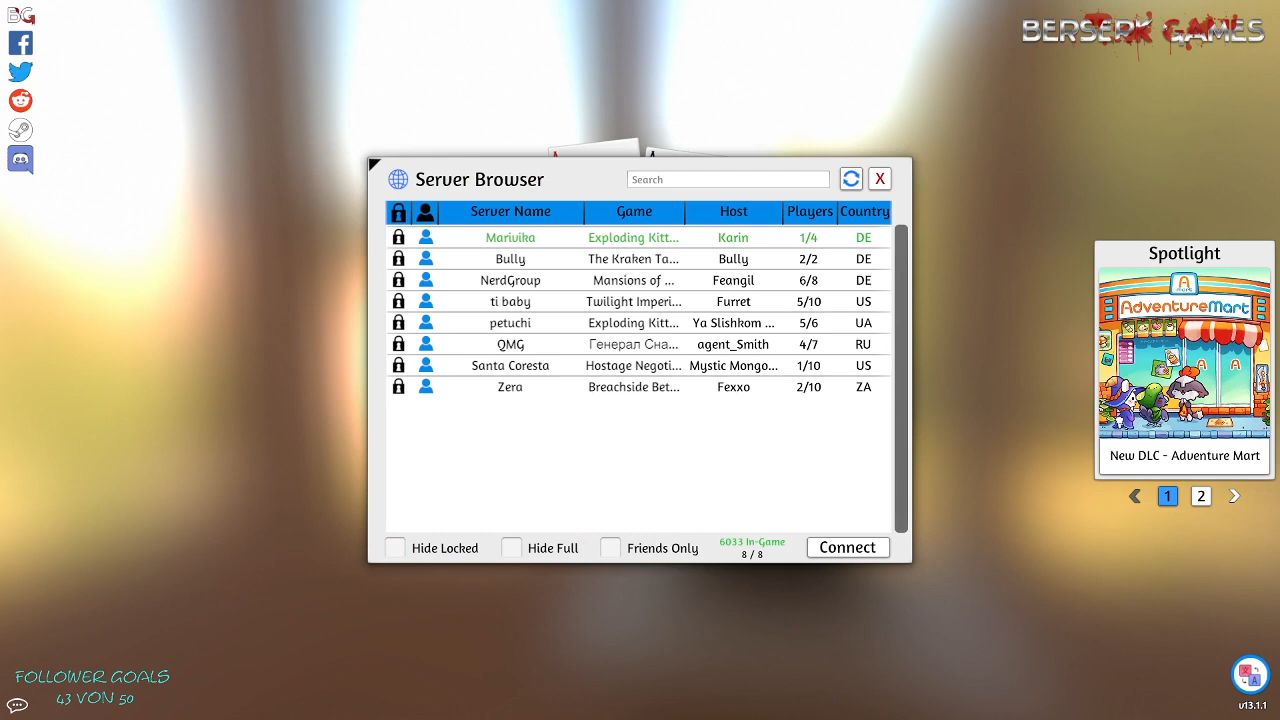 BG
BERSERK GAMES
Server Browser
Search
X
Server Name Game Host Players Country
Marivika Exploding Kitt... Karin 1/4 DE
Bully The Kraken Ta... Bully 2/2 DE
NerdGroup Mansions of ... Feangil 6/8 DE
ti baby Twilight Imperi... Furret 5/10 US
petuchi Exploding Kitt... Ya Slishkom ... 5/6 UA
QMG Генерал Сна... agent_Smith 4/7 RU
Santa Coresta Hostage Negoti... Mystic Mongo... 1/10 US
Zera Breachside Bet... Fexxo 2/10 ZA
Hide Locked
Hide Full
Friends Only
6033 In-Game
8 / 8
Connect
Spotlight
A
mart
AdventureMart
New DLC - Adventure Mart
1 2
FOLLOWER GOALS
43 VON 50
v13.1.1